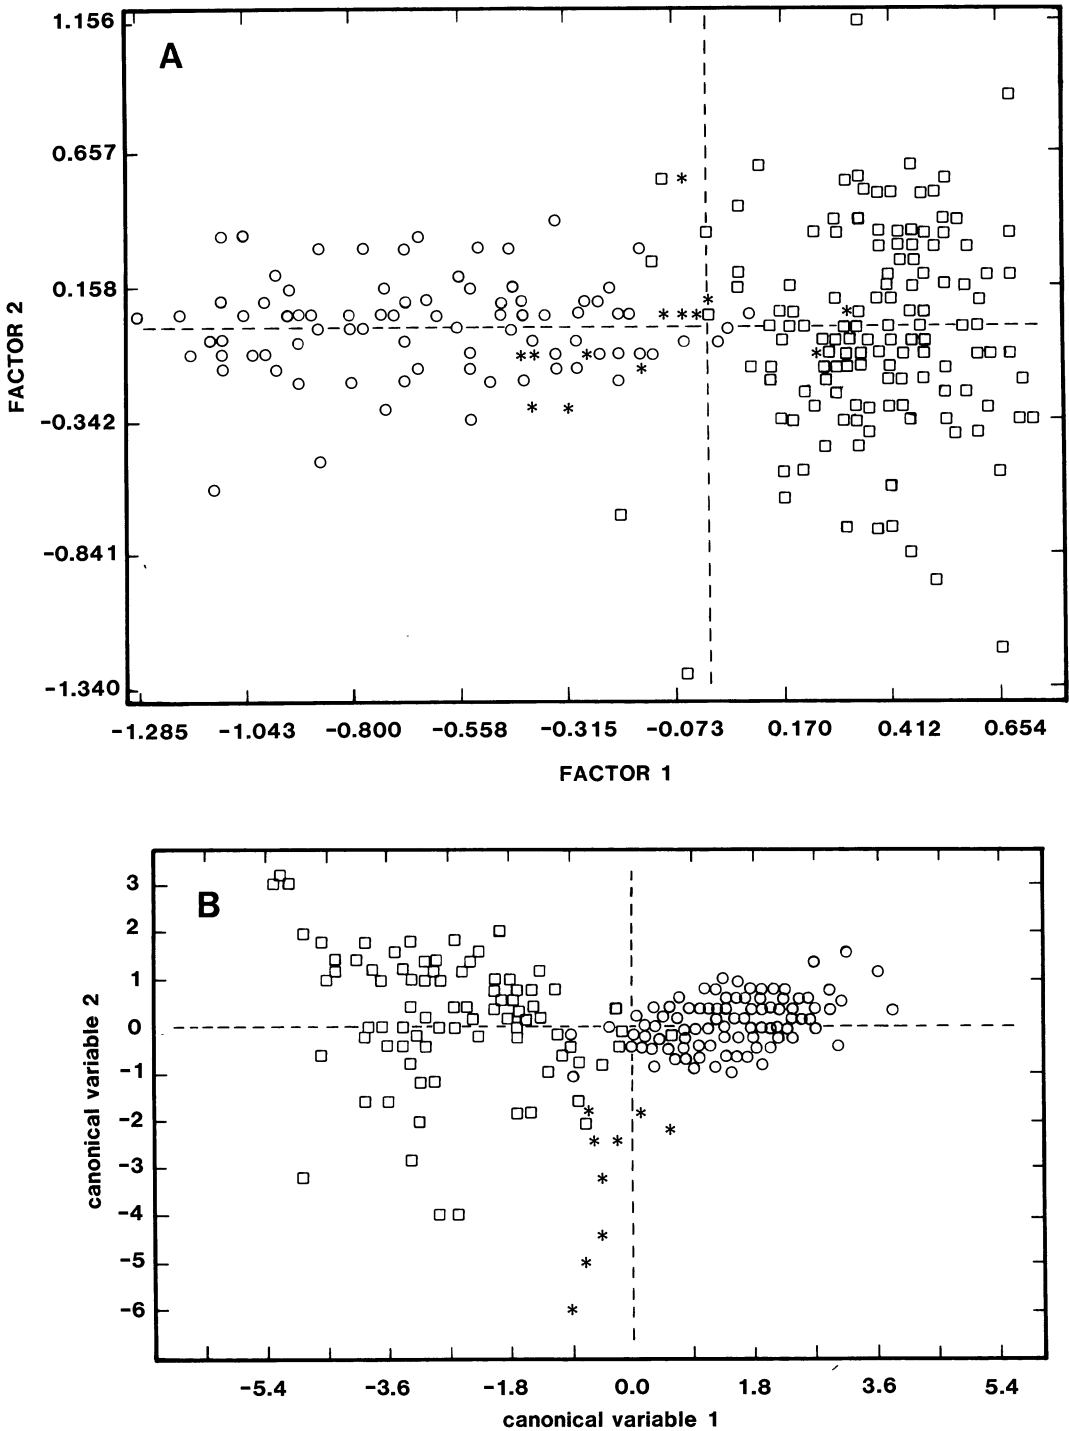 A
1.156
0.657
0.158
-0.342
-0.841
-1.340
FACTOR 2
-1.285 -1.043 -0.800 -0.558 -0.315 -0.073 0.170 0.412 0.654
FACTOR 1
B
3
2
1
0
-1
-2
-3
-4
-5
-6
canonical variable 2
-5.4 -3.6 -1.8 0.0 1.8 3.6 5.4
canonical variable 1